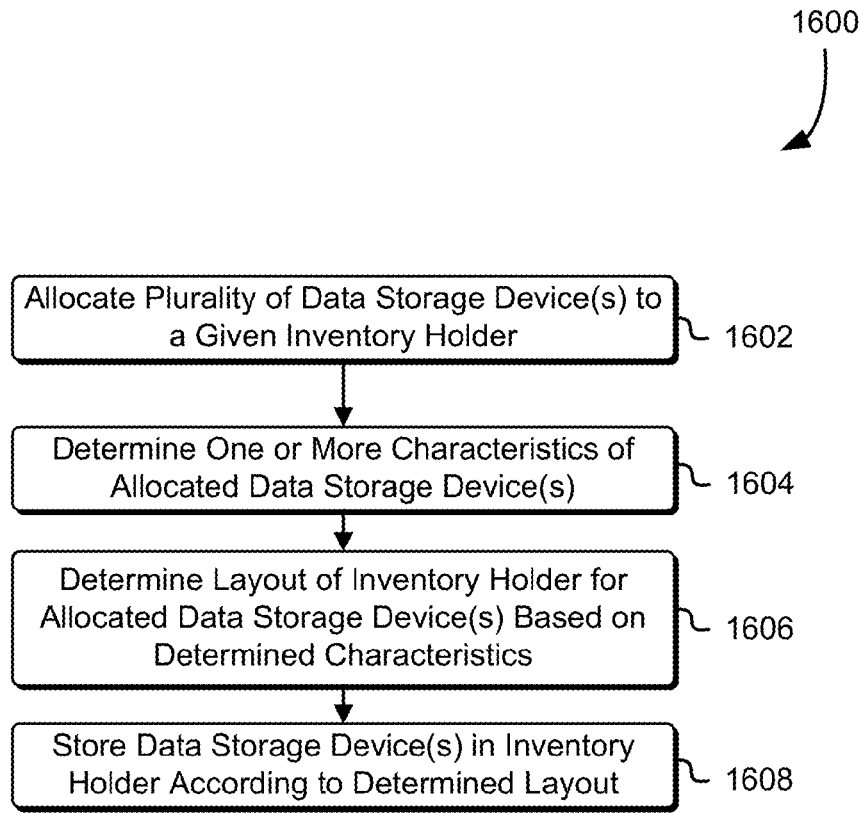 1600
Allocate Plurality of Data Storage Device(s) to
a Given Inventory Holder
1602
Determine One or More Characteristics of
Allocated Data Storage Device(s)
1604
Determine Layout of Inventory Holder for
Allocated Data Storage Device(s) Based on
Determined Characteristics
1606
Store Data Storage Device(s) in Inventory
Holder According to Determined Layout
1608